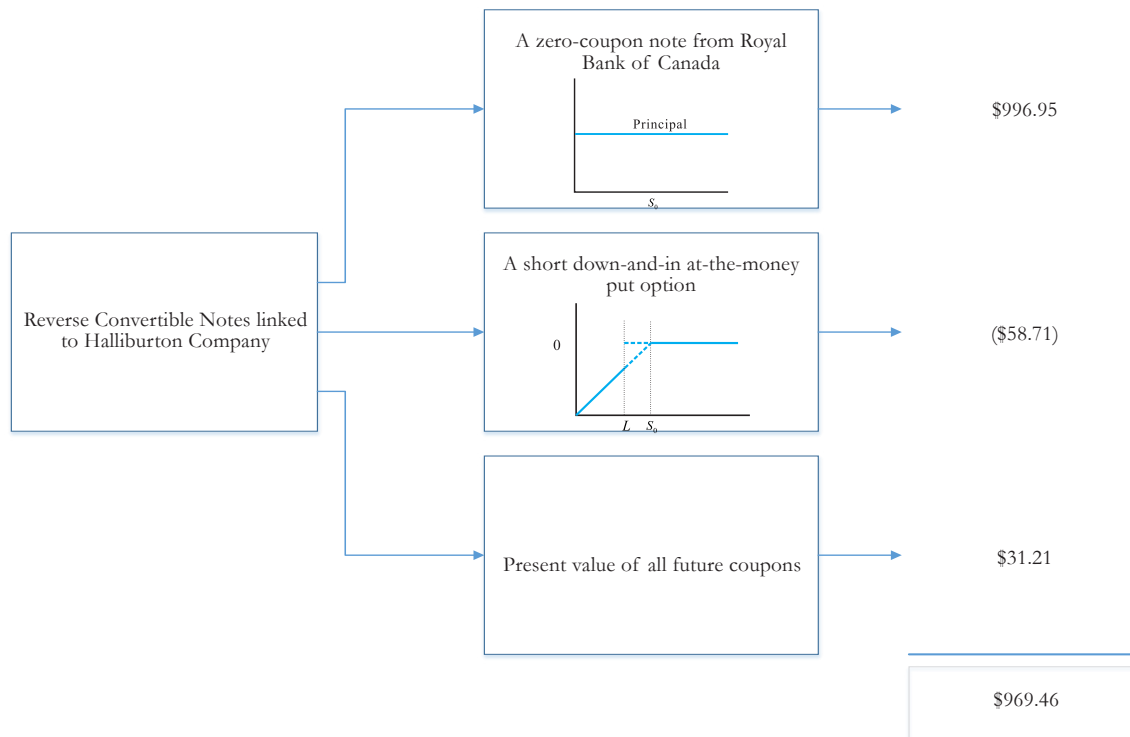 A zero-coupon note from Royal
Bank of Canada
Principal
S₀
$996.95
Reverse Convertible Notes linked
to Halliburton Company
A short down-and-in at-the-money
put option
0
L S₀
($58.71)
Present value of all future coupons
$31.21
$969.46